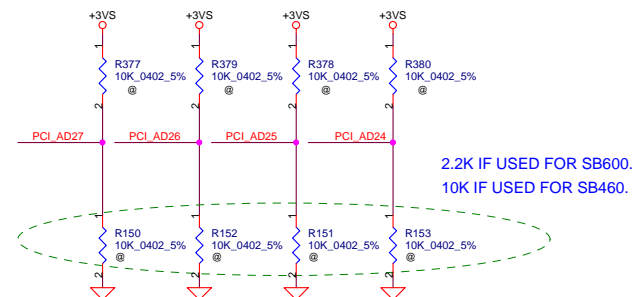 +3VS +3VS +3VS +3VS
1 1 1 1
R377 R379 R378 R380
10K_0402_5% 10K_0402_5% 10K_0402_5% 10K_0402_5%
@ @ @ @
2 2 2 2
PCI_AD27 PCI_AD26 PCI_AD25 PCI_AD24
2.2K IF USED FOR SB600.
10K IF USED FOR SB460.
1 1 1 1
R150 R152 R151 R153
10K_0402_5% 10K_0402_5% 10K_0402_5% 10K_0402_5%
@ @ @ @
2 2 2 2